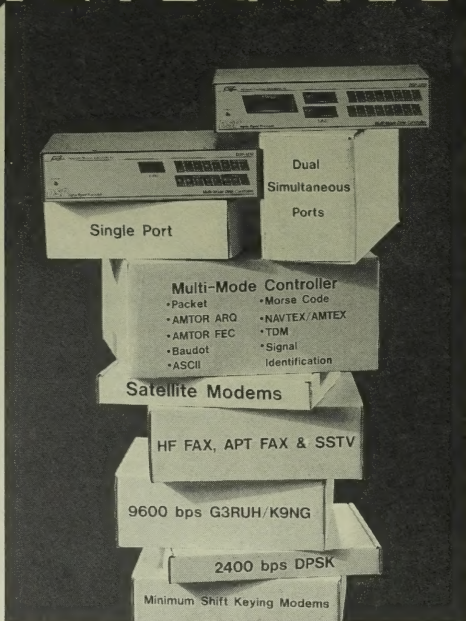 Dual
Simultaneous
Ports
Single Port
Multi-Mode Controller
•Packet
•AMTOR ARQ
•AMTOR FEC
•Baudot
•ASCII
•Morse Code
•NAVTEX/AMTEX
•TDM
•Signal
Identification
Satellite Modems
HF FAX, APT FAX & SSTV
9600 bps G3RUH/K9NG
2400 bps DPSK
Minimum Shift Keying Modems